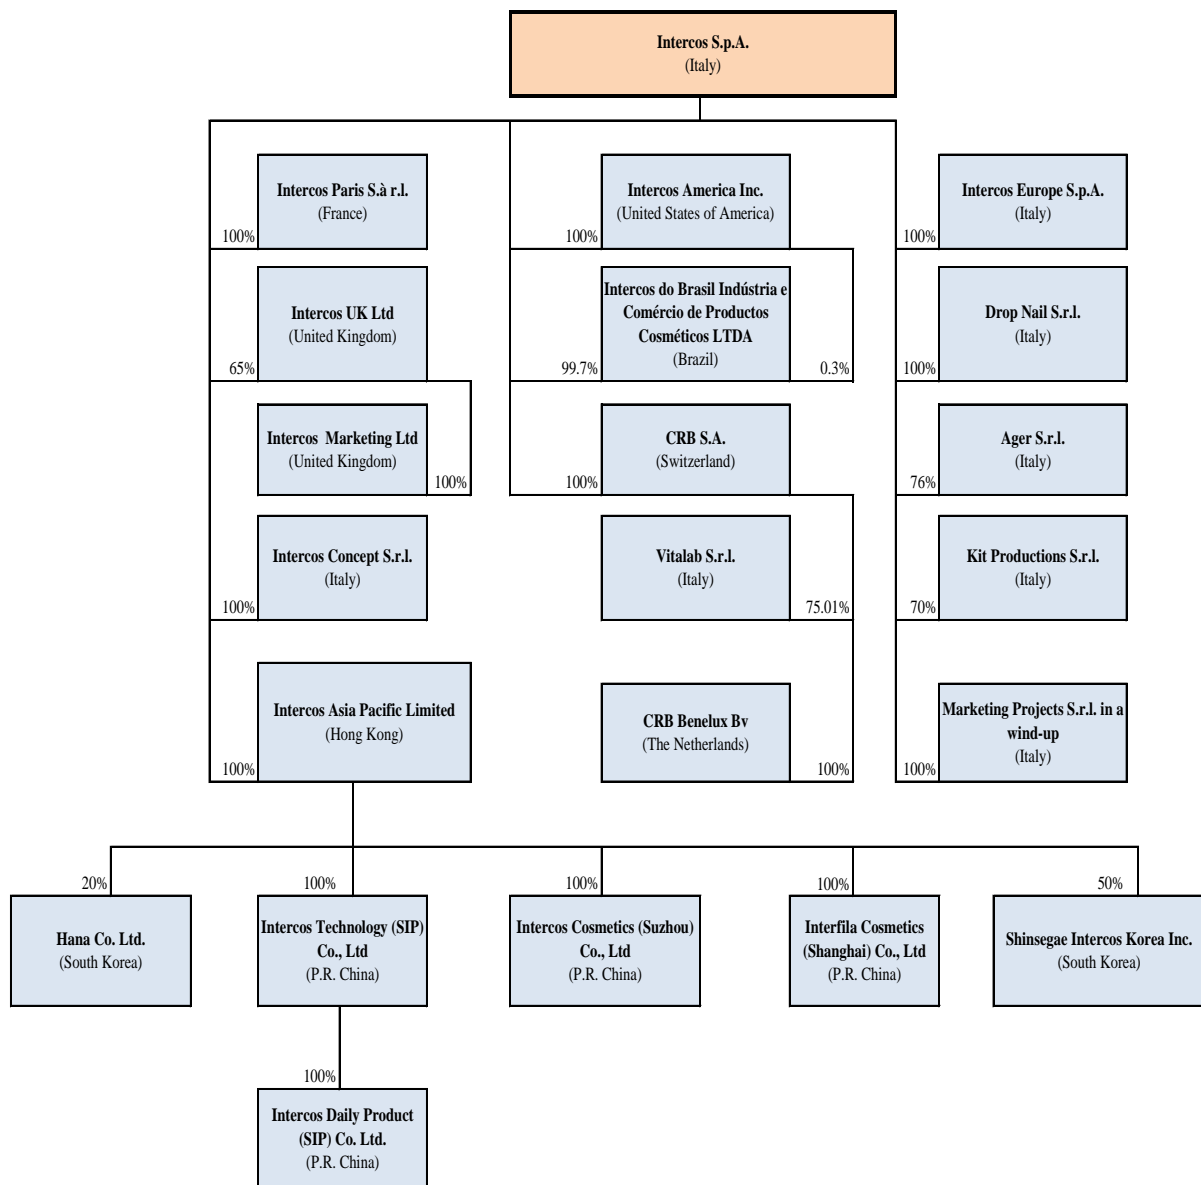 Intercos S.p.A.
(Italy)
Intercos Paris S.à r.l.
(France)
100%
Intercos America Inc.
(United States of America)
100%
Intercos Europe S.p.A.
(Italy)
100%
Intercos UK Ltd
(United Kingdom)
65%
Intercos do Brasil Indústria e
Comércio de Productos
Cosméticos LTDA
(Brazil)
99.7%
0.3%
Drop Nail S.r.l.
(Italy)
100%
Intercos  Marketing Ltd
(United Kingdom)
100%
CRB S.A.
(Switzerland)
100%
Ager S.r.l.
(Italy)
76%
Intercos Concept S.r.l.
(Italy)
100%
Vitalab S.r.l.
(Italy)
75.01%
Kit Productions S.r.l.
(Italy)
70%
Intercos Asia Pacific Limited
(Hong Kong)
100%
CRB Benelux Bv
(The Netherlands)
100%
Marketing Projects S.r.l. in a
wind-up
(Italy)
100%
20%
Hana Co. Ltd.
(South Korea)
100%
Intercos Technology (SIP)
Co., Ltd
(P.R. China)
100%
Intercos Cosmetics (Suzhou)
Co., Ltd
(P.R. China)
100%
Interfila Cosmetics
(Shanghai) Co., Ltd
(P.R. China)
50%
Shinsegae Intercos Korea Inc.
(South Korea)
100%
Intercos Daily Product
(SIP) Co. Ltd.
(P.R. China)